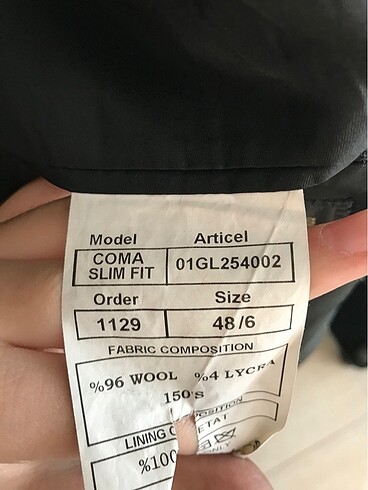 Model Articel
COMA SLIM FIT 01GL254002
Order Size
1129 48/6
FABRIC COMPOSITION
%96 WOOL %4 LYCRA
150'S
LINING
%100